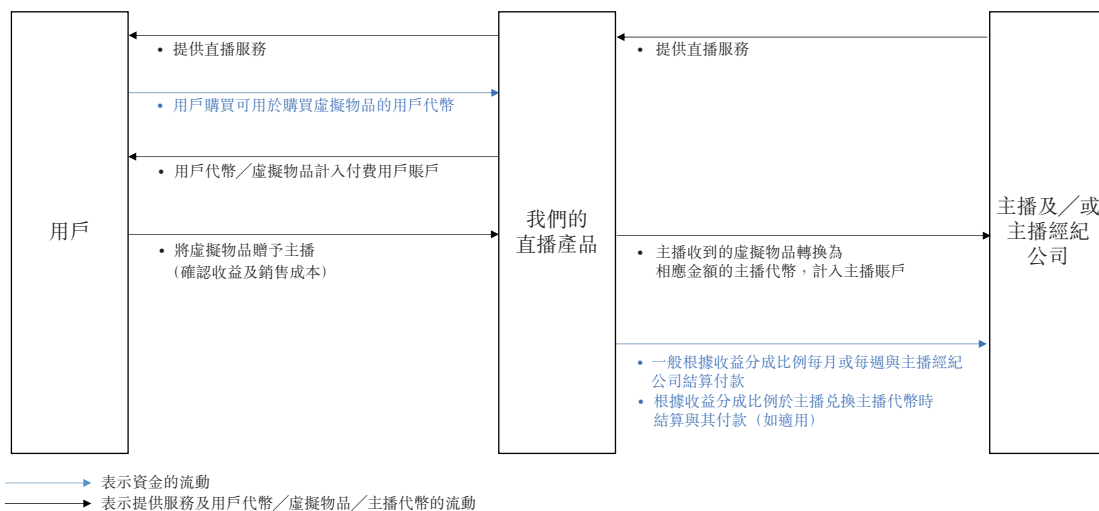 • 提供直播服務
• 提供直播服務
• 用戶購買可用於購買虛擬物品的用戶代幣
• 用戶代幣／虛擬物品計入付費用戶賬戶
用戶
我們的
直播產品
主播及／或
主播經紀
公司
• 將虛擬物品贈予主播
(確認收益及銷售成本)
• 主播收到的虛擬物品轉換為
相應金額的主播代幣，計入主播賬戶
• 一般根據收益分成比例每月或每週與主播經紀
公司結算付款
• 根據收益分成比例於主播兌換主播代幣時
結算與其付款（如適用）
表示資金的流動
表示提供服務及用戶代幣／虛擬物品／主播代幣的流動